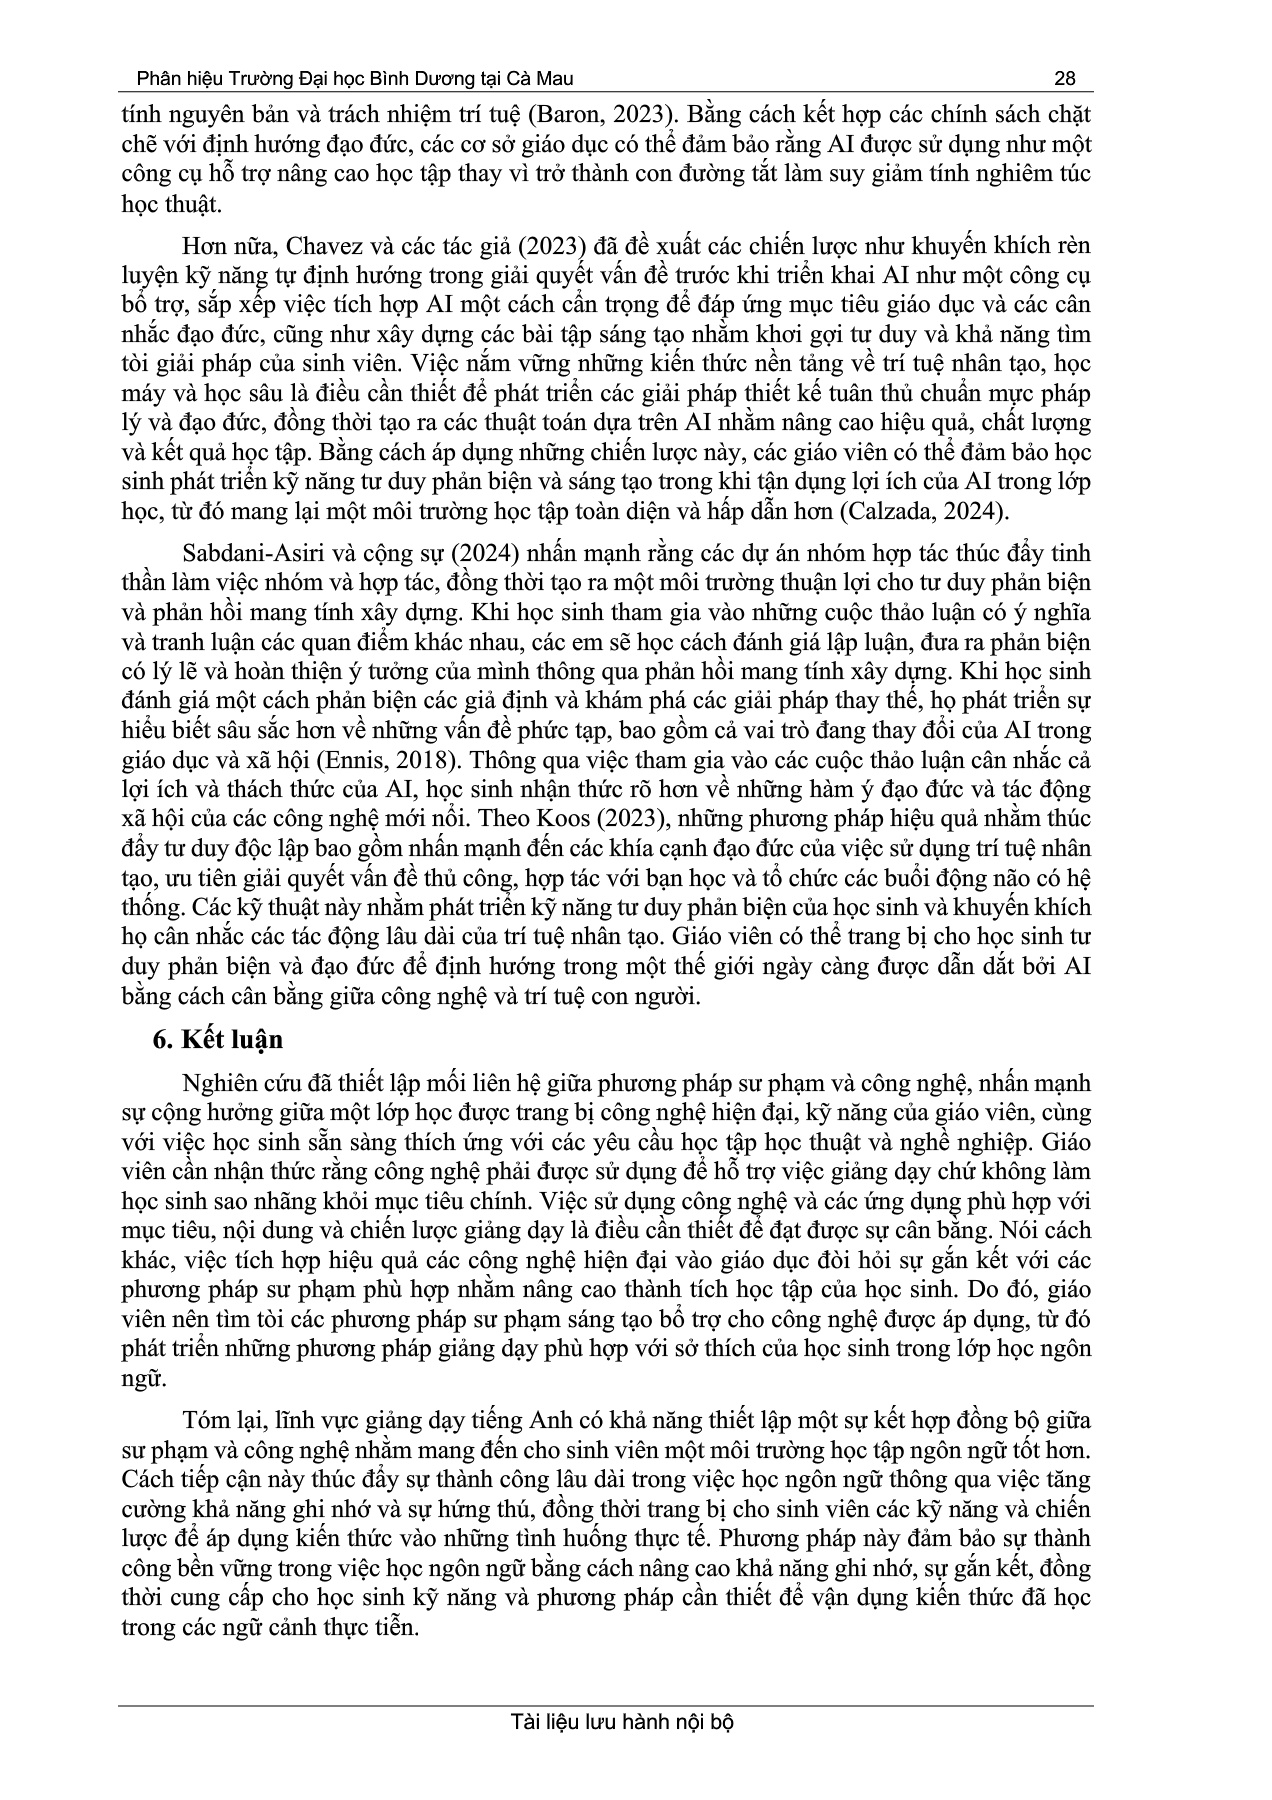 Phân hiệu Trường Đại học Bình Dương tại Cà Mau 28
tính nguyên bản và trách nhiệm trí tuệ (Baron, 2023). Bằng cách kết hợp các chính sách chặt
chẽ với định hướng đạo đức, các cơ sở giáo dục có thể đảm bảo rằng AI được sử dụng như một
công cụ hỗ trợ nâng cao học tập thay vì trở thành con đường tắt làm suy giảm tính nghiêm túc
học thuật.
Hơn nữa, Chavez và các tác giả (2023) đã đề xuất các chiến lược như khuyến khích rèn
luyện kỹ năng tự định hướng trong giải quyết vấn đề trước khi triển khai AI như một công cụ
bổ trợ, sắp xếp việc tích hợp AI một cách cẩn trọng để đáp ứng mục tiêu giáo dục và các cân
nhắc đạo đức, cũng như xây dựng các bài tập sáng tạo nhằm khơi gợi tư duy và khả năng tìm
tòi giải pháp của sinh viên. Việc nắm vững những kiến thức nền tảng về trí tuệ nhân tạo, học
máy và học sâu là điều cần thiết để phát triển các giải pháp thiết kế tuân thủ chuẩn mực pháp
lý và đạo đức, đồng thời tạo ra các thuật toán dựa trên AI nhằm nâng cao hiệu quả, chất lượng
và kết quả học tập. Bằng cách áp dụng những chiến lược này, các giáo viên có thể đảm bảo học
sinh phát triển kỹ năng tư duy phản biện và sáng tạo trong khi tận dụng lợi ích của AI trong lớp
học, từ đó mang lại một môi trường học tập toàn diện và hấp dẫn hơn (Calzada, 2024).
Sabdani-Asiri và cộng sự (2024) nhấn mạnh rằng các dự án nhóm hợp tác thúc đẩy tinh
thần làm việc nhóm và hợp tác, đồng thời tạo ra một môi trường thuận lợi cho tư duy phản biện
và phản hồi mang tính xây dựng. Khi học sinh tham gia vào những cuộc thảo luận có ý nghĩa
và tranh luận các quan điểm khác nhau, các em sẽ học cách đánh giá lập luận, đưa ra phản biện
có lý lẽ và hoàn thiện ý tưởng của mình thông qua phản hồi mang tính xây dựng. Khi học sinh
đánh giá một cách phản biện các giả định và khám phá các giải pháp thay thế, họ phát triển sự
hiểu biết sâu sắc hơn về những vấn đề phức tạp, bao gồm cả vai trò đang thay đổi của AI trong
giáo dục và xã hội (Ennis, 2018). Thông qua việc tham gia vào các cuộc thảo luận cân nhắc cả
lợi ích và thách thức của AI, học sinh nhận thức rõ hơn về những hàm ý đạo đức và tác động
xã hội của các công nghệ mới nổi. Theo Koos (2023), những phương pháp hiệu quả nhằm thúc
đẩy tư duy độc lập bao gồm nhấn mạnh đến các khía cạnh đạo đức của việc sử dụng trí tuệ nhân
tạo, ưu tiên giải quyết vấn đề thủ công, hợp tác với bạn học và tổ chức các buổi động não có hệ
thống. Các kỹ thuật này nhằm phát triển kỹ năng tư duy phản biện của học sinh và khuyến khích
họ cân nhắc các tác động lâu dài của trí tuệ nhân tạo. Giáo viên có thể trang bị cho học sinh tư
duy phản biện và đạo đức để định hướng trong một thế giới ngày càng được dẫn dắt bởi AI
bằng cách cân bằng giữa công nghệ và trí tuệ con người.
6. Kết luận
Nghiên cứu đã thiết lập mối liên hệ giữa phương pháp sư phạm và công nghệ, nhấn mạnh
sự cộng hưởng giữa một lớp học được trang bị công nghệ hiện đại, kỹ năng của giáo viên, cùng
với việc học sinh sẵn sàng thích ứng với các yêu cầu học tập học thuật và nghề nghiệp. Giáo
viên cần nhận thức rằng công nghệ phải được sử dụng để hỗ trợ việc giảng dạy chứ không làm
học sinh sao nhãng khỏi mục tiêu chính. Việc sử dụng công nghệ và các ứng dụng phù hợp với
mục tiêu, nội dung và chiến lược giảng dạy là điều cần thiết để đạt được sự cân bằng. Nói cách
khác, việc tích hợp hiệu quả các công nghệ hiện đại vào giáo dục đòi hỏi sự gắn kết với các
phương pháp sư phạm phù hợp nhằm nâng cao thành tích học tập của học sinh. Do đó, giáo
viên nên tìm tòi các phương pháp sư phạm sáng tạo bổ trợ cho công nghệ được áp dụng, từ đó
phát triển những phương pháp giảng dạy phù hợp với sở thích của học sinh trong lớp học ngôn
ngữ.
Tóm lại, lĩnh vực giảng dạy tiếng Anh có khả năng thiết lập một sự kết hợp đồng bộ giữa
sư phạm và công nghệ nhằm mang đến cho sinh viên một môi trường học tập ngôn ngữ tốt hơn.
Cách tiếp cận này thúc đẩy sự thành công lâu dài trong việc học ngôn ngữ thông qua việc tăng
cường khả năng ghi nhớ và sự hứng thú, đồng thời trang bị cho sinh viên các kỹ năng và chiến
lược để áp dụng kiến thức vào những tình huống thực tế. Phương pháp này đảm bảo sự thành
công bền vững trong việc học ngôn ngữ bằng cách nâng cao khả năng ghi nhớ, sự gắn kết, đồng
thời cung cấp cho học sinh kỹ năng và phương pháp cần thiết để vận dụng kiến thức đã học
trong các ngữ cảnh thực tiễn.
Tài liệu lưu hành nội bộ